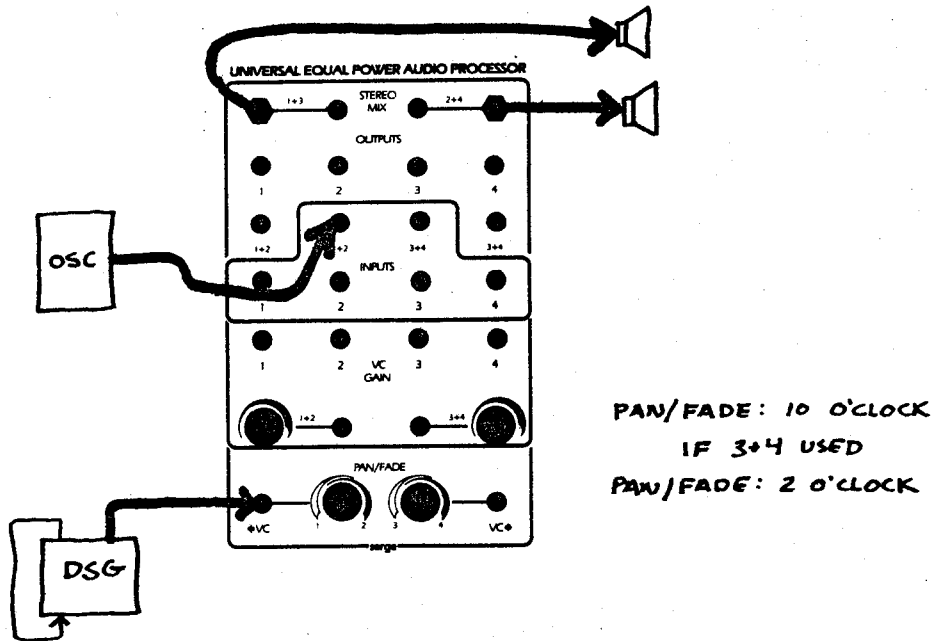 UNIVERSAL EQUAL POWER AUDIO PROCESSOR
1+3 STEREO MIX 2+4
OUTPUTS
1 2 3 4
1+2 +2 3+4 3+4
OSC
INPUTS
1 2 3 4
1 2 VC GAIN 3 4
1+2 3+4
PAN/FADE: 10 O'CLOCK
IF 3+4 USED
PAN/FADE: 2 O'CLOCK
PAN/FADE
VC 1 2 3 4 VC
serge
DSG